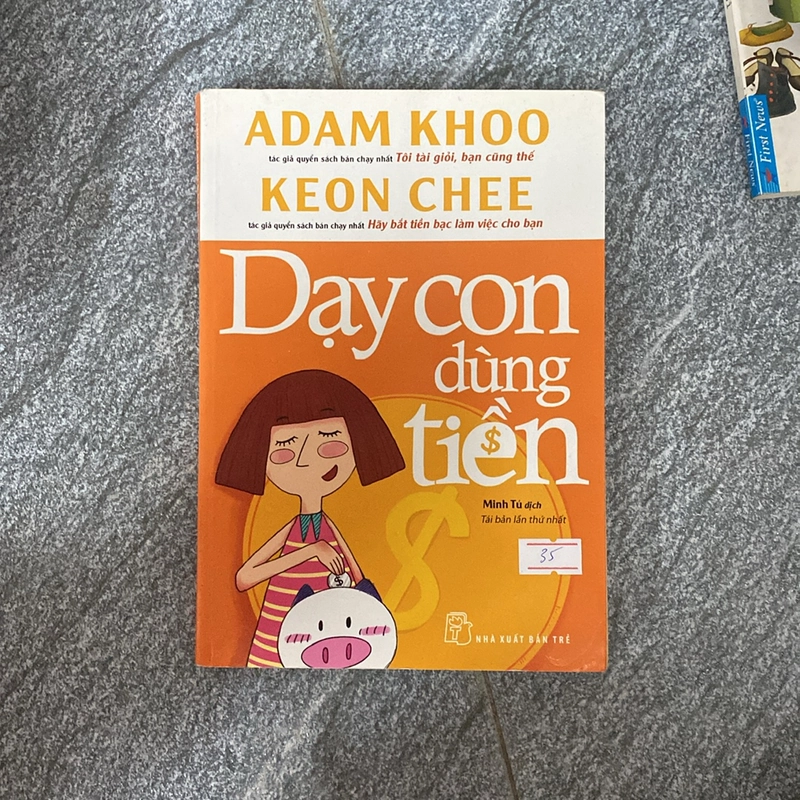 ADAM KHOO
tác giả quyển sách bán chạy nhất Tôi tài giỏi, bạn cũng thế
KEON CHEE
tác giả quyển sách bán chạy nhất Hãy bắt tiền bạc làm việc cho bạn
Dạy con
dùng
tiền
$
Minh Tú dịch
Tái bản lần thứ nhất
35
$
$
T
NHÀ XUẤT BẢN TRẺ
First News
First News